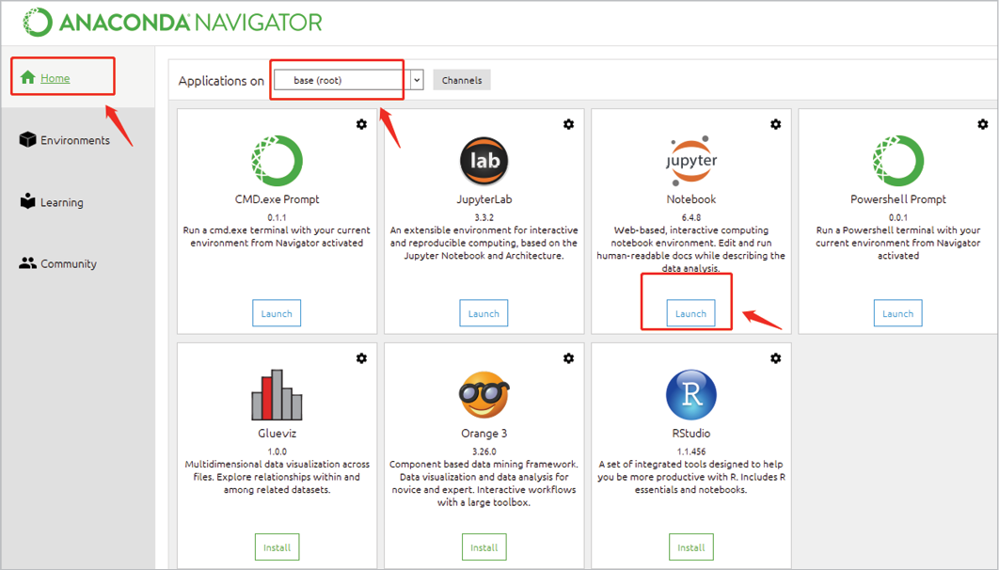 ANACONDA NAVIGATOR
Home
Applications on
base (root)
Channels
Environments
Learning
Community
CMD.exe Prompt
0.1.1
Run a cmd.exe terminal with your current
environment from Navigator activated
Launch
lab
JupyterLab
3.3.2
An extensible environment for interactive
and reproducible computing, based on the
Jupyter Notebook and Architecture.
Launch
jupyter
Notebook
6.4.8
Web-based, interactive computing
notebook environment. Edit and run
human-readable docs while describing the
data analysis.
Launch
Powershell Prompt
0.0.1
Run a Powershell terminal with your
current environment from Navigator
activated
Launch
Glueviz
1.0.0
Multidimensional data visualization across
files. Explore relationships within and
among related datasets.
Install
Orange 3
3.26.0
Component based data mining framework.
Data visualization and data analysis for
novice and expert. Interactive workflows
with a large toolbox.
Install
R
RStudio
1.1.456
A set of integrated tools designed to help
you be more productive with R. Includes R
essentials and notebooks.
Install